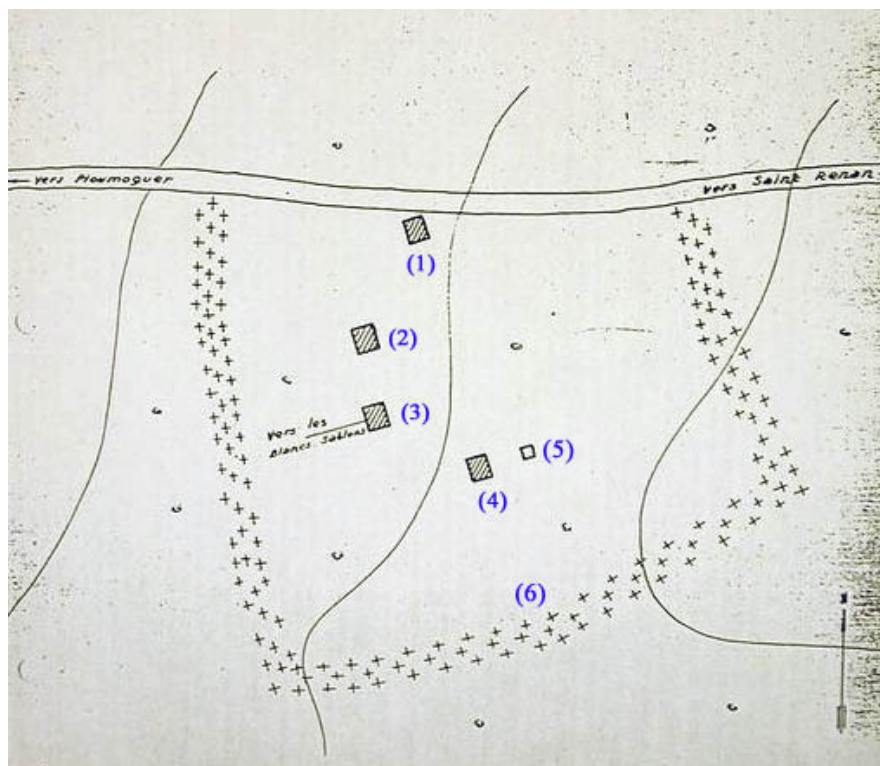 vers Ploumoguer
vers Saint Renan
(1)
(2)
(3)
vers les
Blancs-Sablons
(5)
(4)
(6)